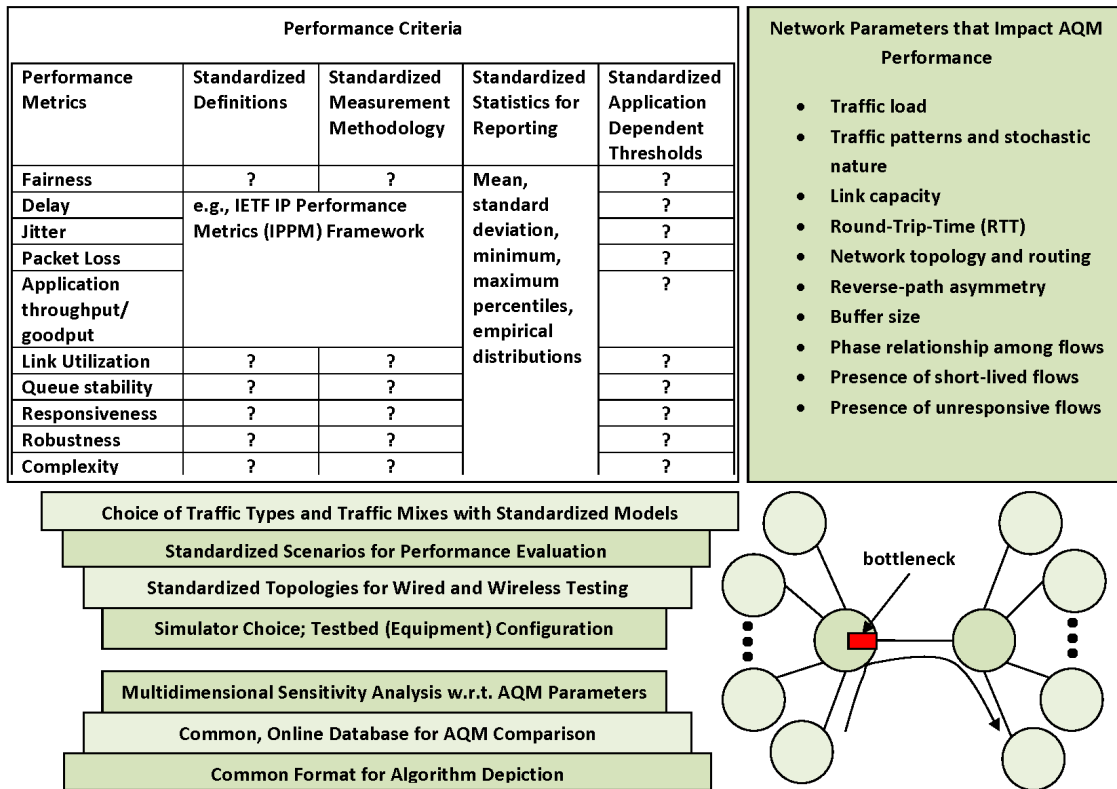 Performance Criteria
Performance
Metrics
Standardized
Definitions
Standardized
Measurement
Methodology
Standardized
Statistics for
Reporting
Standardized
Application
Dependent
Thresholds
Fairness
?
?
Mean,
standard
deviation,
minimum,
maximum
percentiles,
empirical
distributions
?
Delay
e.g., IETF IP Performance
Metrics (IPPM) Framework
?
Jitter
?
Packet Loss
?
Application
throughput/
goodput
?
Link Utilization
?
?
?
Queue stability
?
?
?
Responsiveness
?
?
?
Robustness
?
?
?
Complexity
?
?
?
Network Parameters that Impact AQM
Performance
• Traffic load
• Traffic patterns and stochastic
nature
• Link capacity
• Round-Trip-Time (RTT)
• Network topology and routing
• Reverse-path asymmetry
• Buffer size
• Phase relationship among flows
• Presence of short-lived flows
• Presence of unresponsive flows
Choice of Traffic Types and Traffic Mixes with Standardized Models
Standardized Scenarios for Performance Evaluation
Standardized Topologies for Wired and Wireless Testing
Simulator Choice; Testbed (Equipment) Configuration
Multidimensional Sensitivity Analysis w.r.t. AQM Parameters
Common, Online Database for AQM Comparison
Common Format for Algorithm Depiction
bottleneck